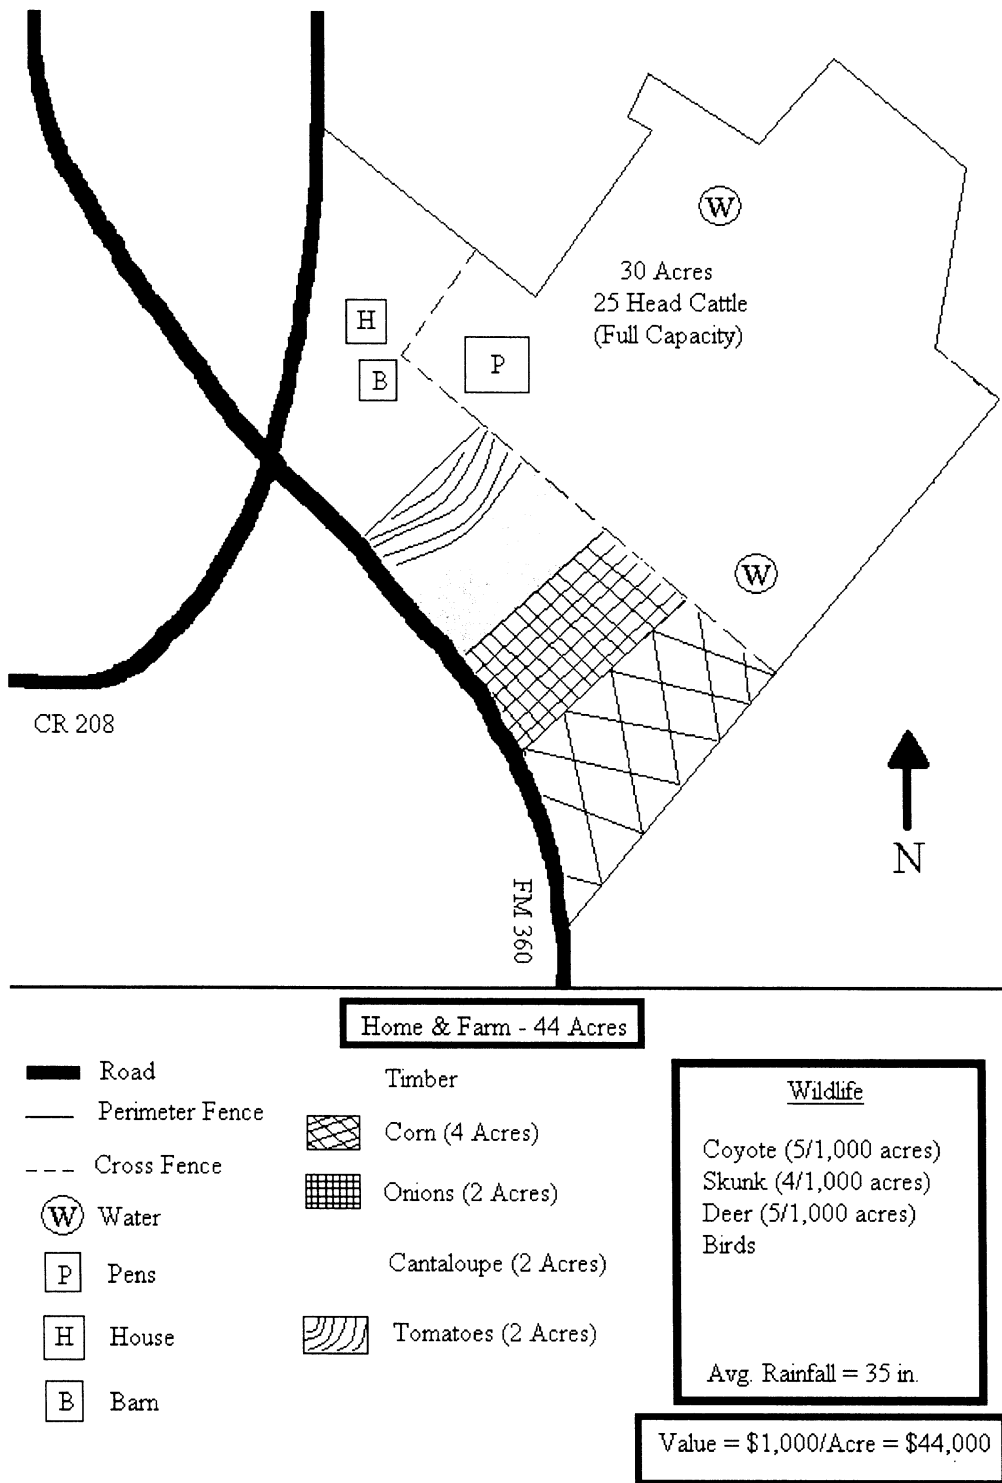 W
30 Acres
25 Head Cattle
(Full Capacity)
H
P
B
W
CR 208
N
FM 360
Home & Farm - 44 Acres
Road
Perimeter Fence
Cross Fence
W Water
P Pens
H House
B Barn
Timber
Corn (4 Acres)
Onions (2 Acres)
Cantaloupe (2 Acres)
Tomatoes (2 Acres)
Wildlife
Coyote (5/1,000 acres)
Skunk (4/1,000 acres)
Deer (5/1,000 acres)
Birds
Avg. Rainfall = 35 in.
Value = $1,000/Acre = $44,000